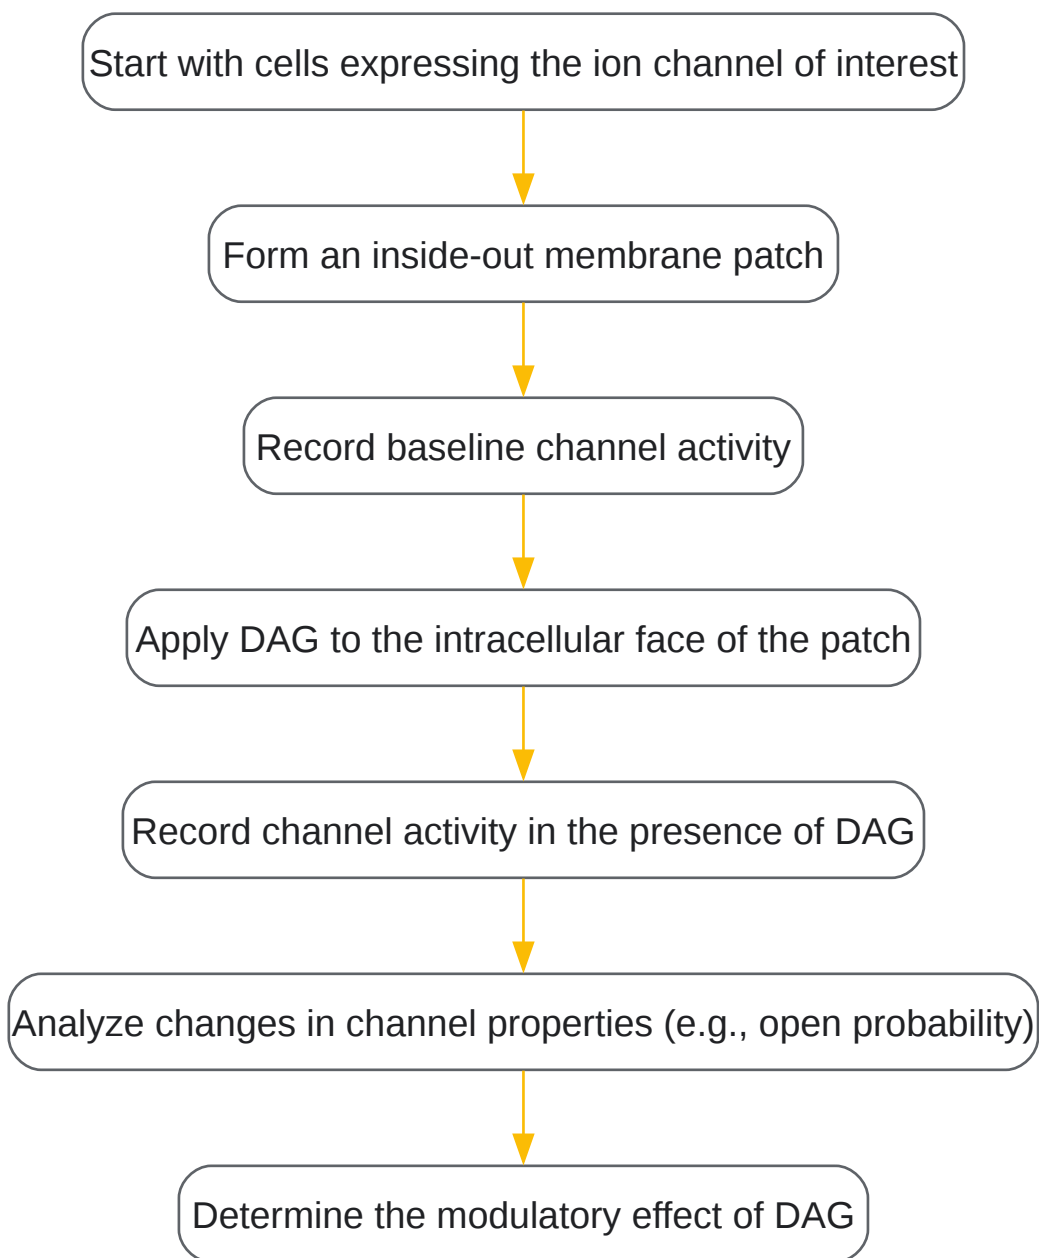 Start with cells expressing the ion channel of interest
Form an inside-out membrane patch
Record baseline channel activity
Apply DAG to the intracellular face of the patch
Record channel activity in the presence of DAG
Analyze changes in channel properties (e.g., open probability)
Determine the modulatory effect of DAG